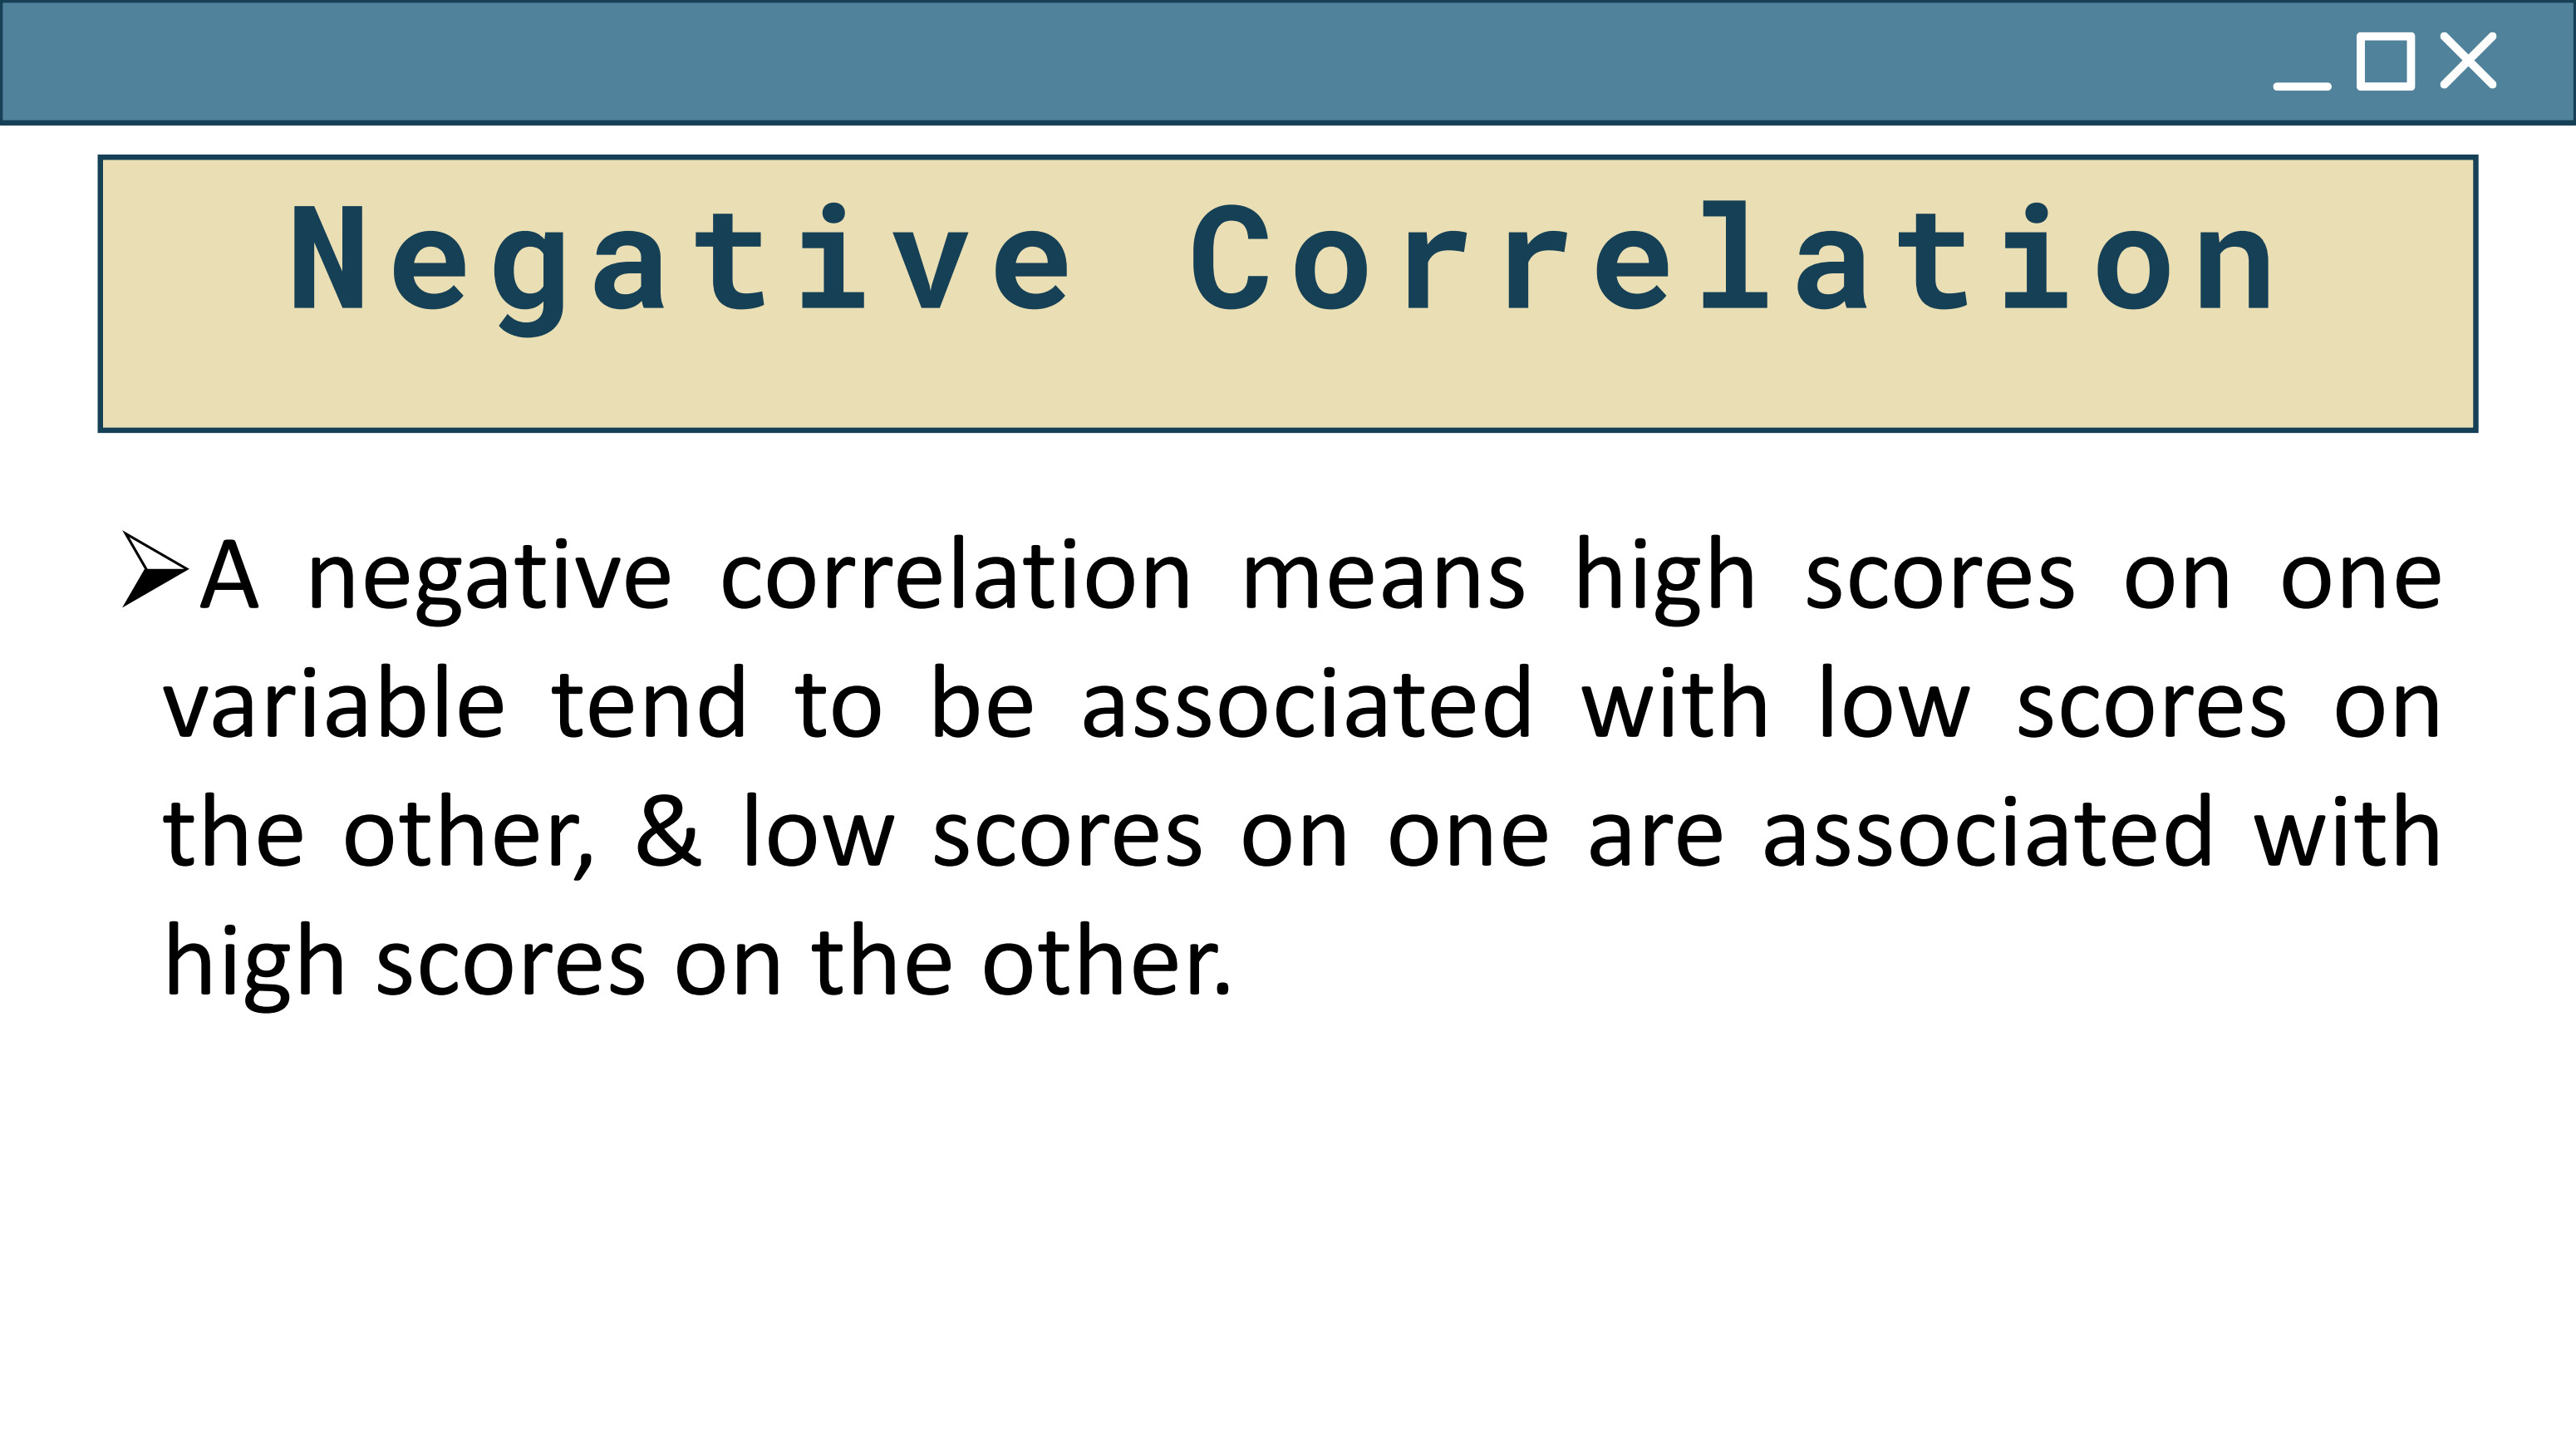 Negative Correlation
➢A negative correlation means high scores on one
variable tend to be associated with low scores on
the other, & low scores on one are associated with
high scores on the other.